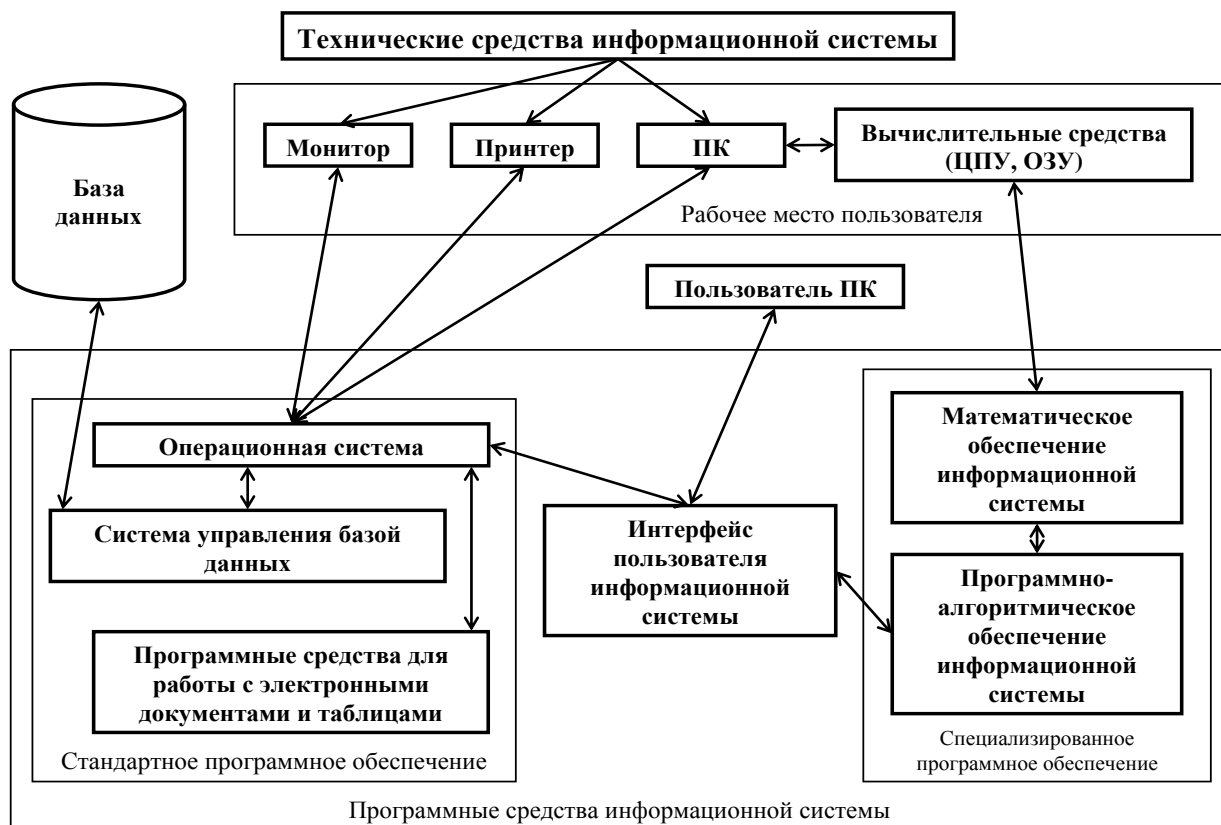 Технические средства информационной системы
База
данных
Монитор
Принтер
ПК
Вычислительные средства
(ЦПУ, ОЗУ)
Рабочее место пользователя
Пользователь ПК
Операционная система
Система управления базой
данных
Программные средства для
работы с электронными
документами и таблицами
Стандартное программное обеспечение
Интерфейс
пользователя
информационной
системы
Математическое
обеспечение
информационной
системы
Программно-
алгоритмическое
обеспечение
информационной
системы
Специализированное
программное обеспечение
Программные средства информационной системы